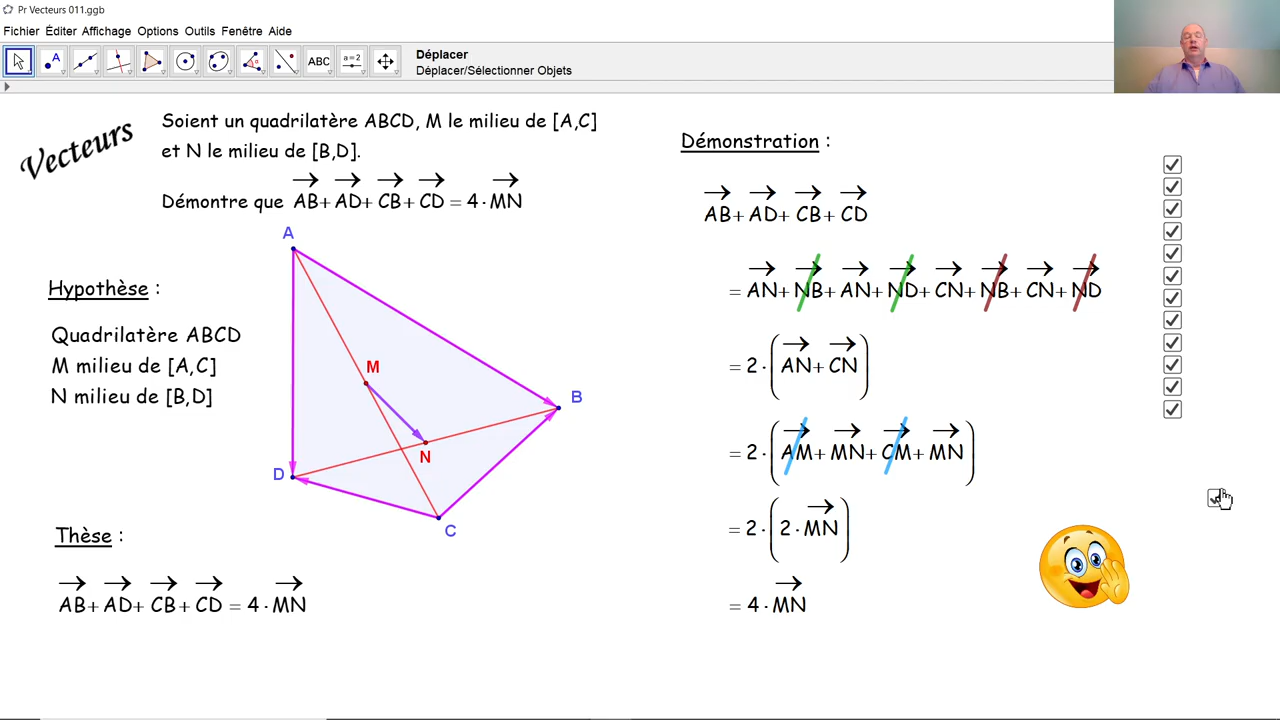 Pr Vecteurs 011.ggb
Fichier Éditer Affichage Options Outils Fenêtre Aide
A ABC a=2
Déplacer
Déplacer/Sélectionner Objets
Vecteurs
Soient un quadrilatère ABCD, M le milieu de [A,C]
et N le milieu de [B,D].
Démontre que AB+ AD+ CB+ CD = 4 · MN
Hypothèse :
Quadrilatère ABCD
M milieu de [A,C]
N milieu de [B,D]
A
M
B
N
D
C
Thèse :
AB+ AD+ CB+ CD = 4 · MN
Démonstration :
AB+ AD+ CB+ CD
= AN+ NB+ AN+ ND+ CN+ NB+ CN+ ND
= 2 · (AN+ CN)
= 2 · (AM+ MN+ CM+ MN)
= 2 · (2 · MN)
= 4 · MN